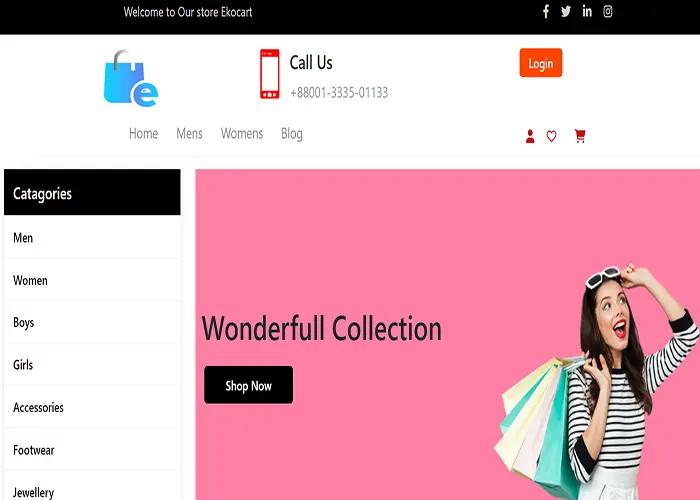 Welcome to Our store Ekocart
Call Us
+88001-3335-01133
Login
Home Mens Womens Blog
Catagories
Men
Women
Boys
Girls
Accessories
Footwear
Jewellery
Wonderfull Collection
Shop Now